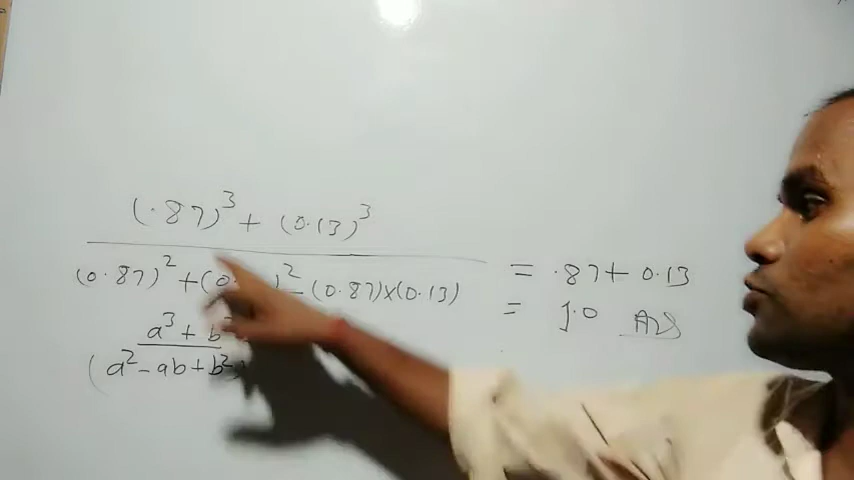 (.87)³ + (0.13)³
(0.87)² + (0. )² - (0.87)×(0.13)
= .87 + 0.13
= 1.0 Ans
a³ + b
(a² - ab + b²